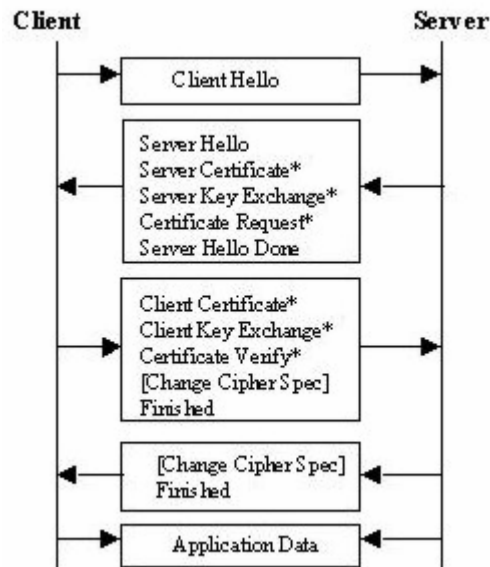 Client
Server
Client Hello
Server Hello
Server Certificate*
Server Key Exchange*
Certificate Request*
Server Hello Done
Client Certificate*
Client Key Exchange*
Certificate Verify*
[Change Cipher Spec]
Finished
[Change Cipher Spec]
Finished
Application Data